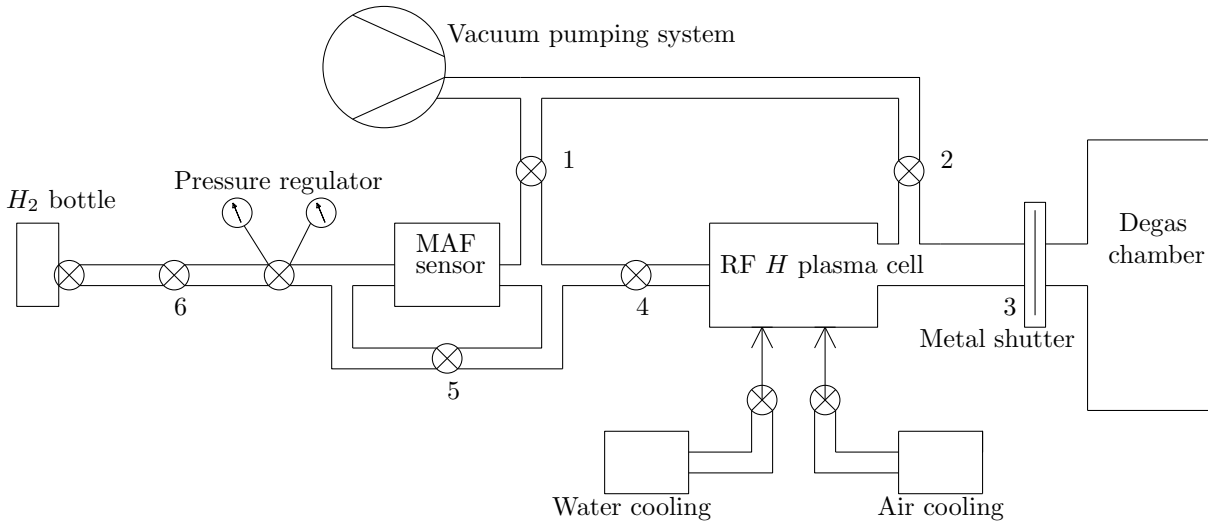 Vacuum pumping system
1
2
Pressure regulator
H₂ bottle
MAF
sensor
RF H plasma cell
Degas
chamber
6
4
3
Metal shutter
5
Water cooling
Air cooling